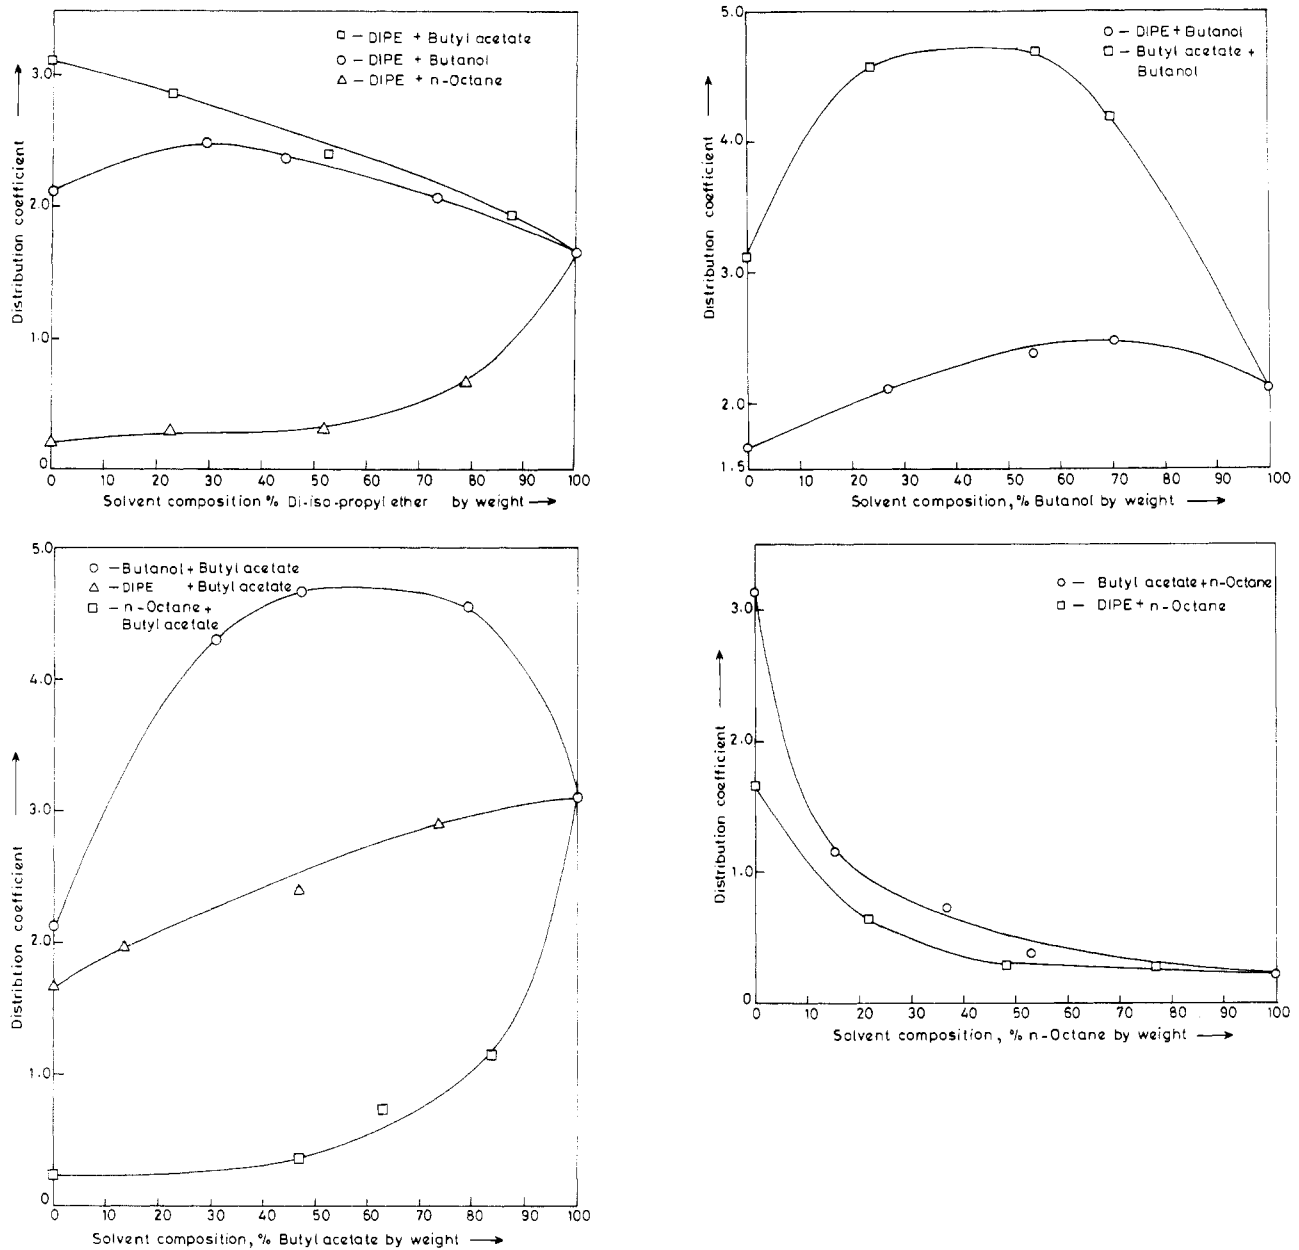 □ – DIPE + Butyl acetate
○ – DIPE + Butanol
△ – DIPE + n-Octane
Distribution coefficient
3.0
2.0
1.0
0
0 10 20 30 40 50 60 70 80 90 100
Solvent composition % Di-iso-propyl ether by weight
○ – DIPE + Butanol
□ – Butyl acetate +
Butanol
Distribution coefficient
5.0
4.0
3.0
2.0
1.5
0 10 20 30 40 50 60 70 80 90 100
Solvent composition, % Butanol by weight
○ – Butanol + Butyl acetate
△ – DIPE + Butyl acetate
□ – n-Octane +
Butyl acetate
Distribtion coefficient
5.0
4.0
3.0
2.0
1.0
0
0 10 20 30 40 50 60 70 80 90 100
Solvent composition, % Butyl acetate by weight
○ – Butyl acetate + n-Octane
□ – DIPE + n-Octane
Distribution coefficient
3.0
2.0
1.0
0
0 10 20 30 40 50 60 70 80 90 100
Solvent composition, % n-Octane by weight